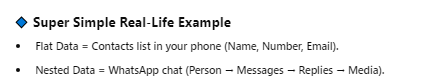 🔷 Super Simple Real-Life Example
• Flat Data = Contacts list in your phone (Name, Number, Email).
• Nested Data = WhatsApp chat (Person → Messages → Replies → Media).